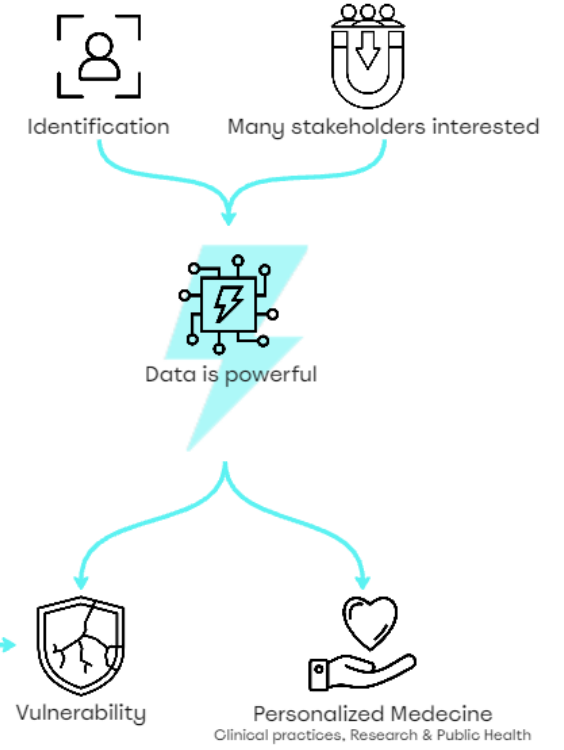 Identification
Many stakeholders interested
Data is powerful
Vulnerability
Personalized Medecine
Clinical practices, Research & Public Health